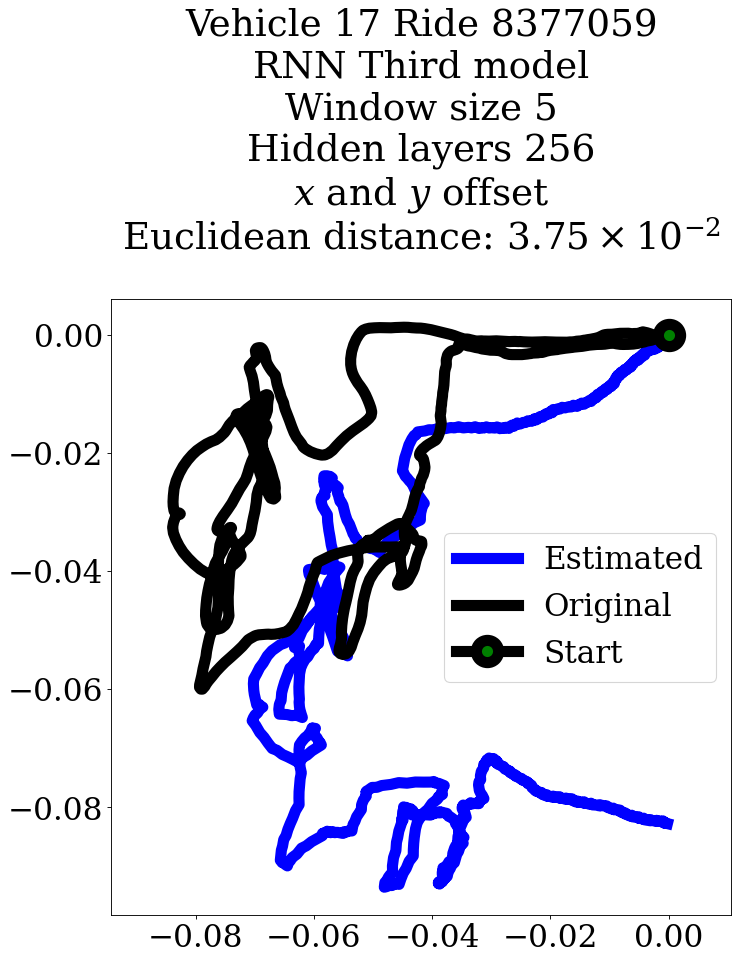 Vehicle 17 Ride 8377059
RNN Third model
Window size 5
Hidden layers 256
x and y offset
Euclidean distance: 3.75 × 10⁻²
0.00
−0.02
−0.04
−0.06
−0.08
Estimated
Original
Start
−0.08 −0.06 −0.04 −0.02 0.00